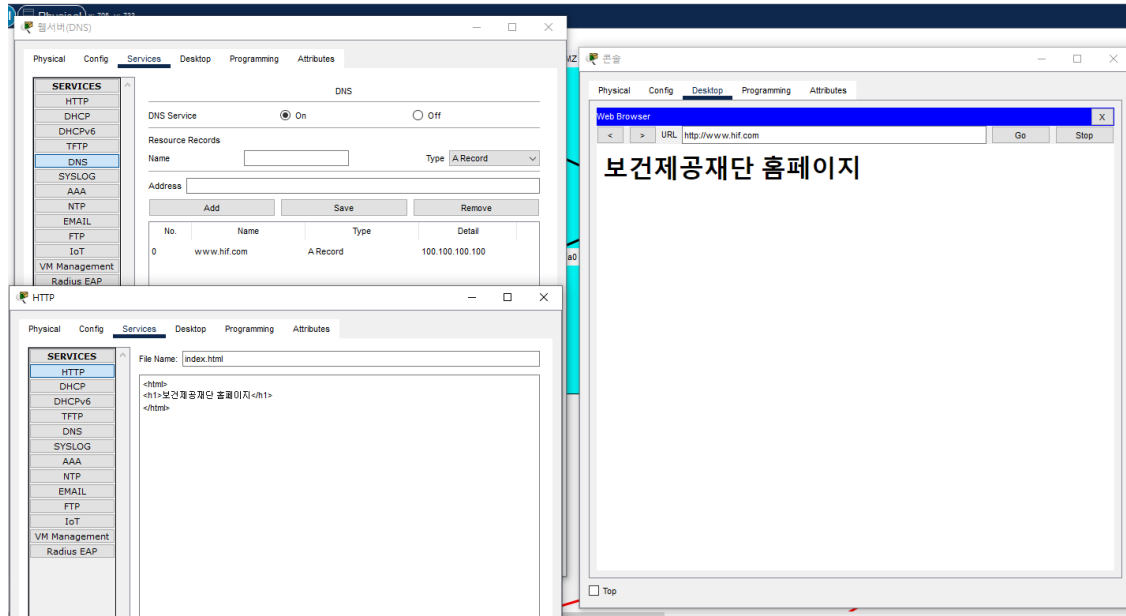 Physical x: 706, y: 733
웹서버(DNS)
Physical Config Services Desktop Programming Attributes
SERVICES
HTTP
DHCP
DHCPv6
TFTP
DNS
SYSLOG
AAA
NTP
EMAIL
FTP
IoT
VM Management
Radius EAP
DNS
DNS Service On Off
Resource Records
Name Type A Record
Address
Add Save Remove
No. Name Type Detail
0 www.hif.com A Record 100.100.100.100
HTTP
Physical Config Services Desktop Programming Attributes
SERVICES
HTTP
DHCP
DHCPv6
TFTP
DNS
SYSLOG
AAA
NTP
EMAIL
FTP
IoT
VM Management
Radius EAP
File Name: index.html
<html>
<h1>보건제공재단 홈페이지</h1>
</html>
콘솔
Physical Config Desktop Programming Attributes
Web Browser X
< > URL http://www.hif.com Go Stop
보건제공재단 홈페이지
Top